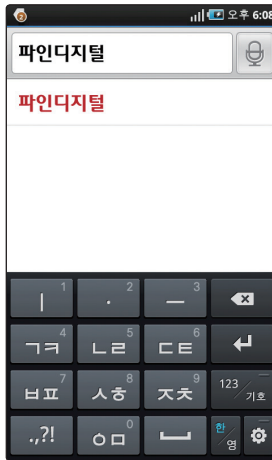 2 오후 6:08
파인디지털
파인디지털
ㅣ 1 · 2 ㅡ 3
ㄱㅋ 4 ㄴㄹ 5 ㄷㅌ 6
ㅂㅍ 7 ㅅㅎ 8 ㅈㅊ 9 123/기호
.,?! ㅇㅁ 0 한/영